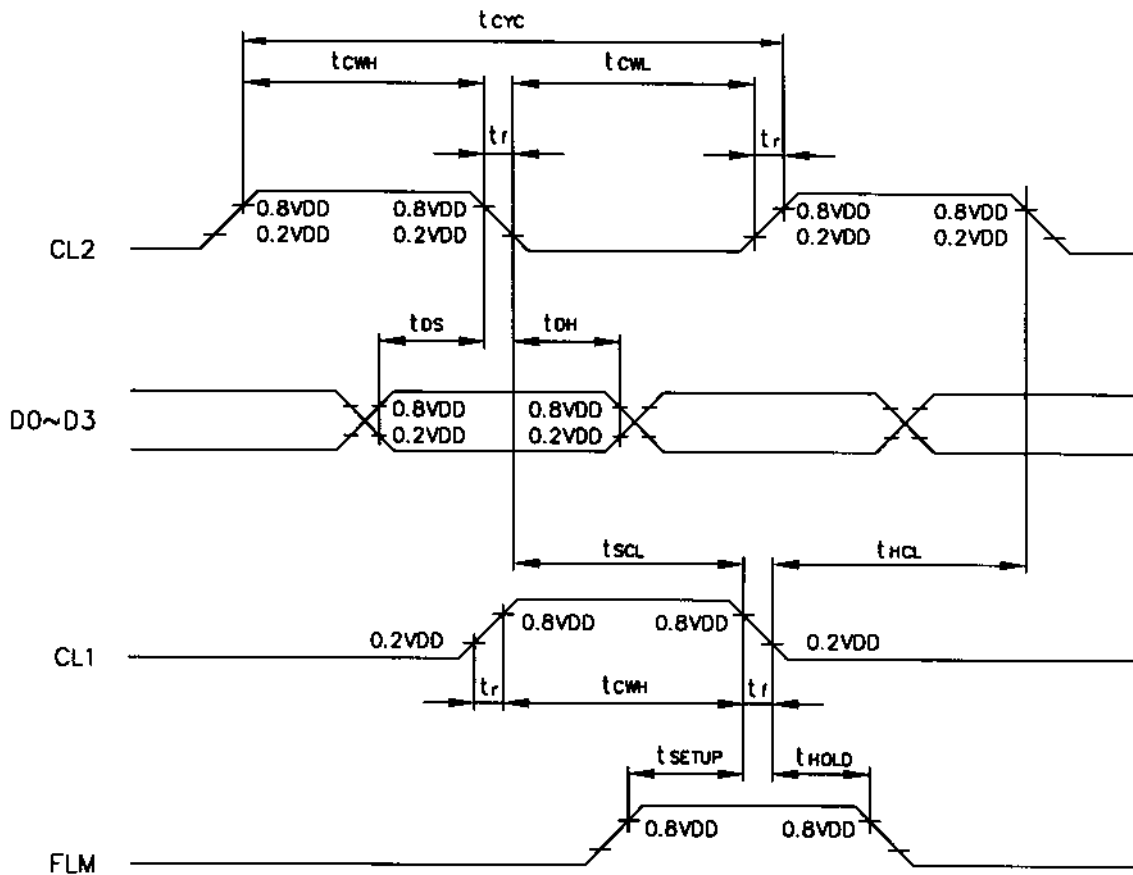 tCYC
tCWH tCWL
tf tr
0.8VDD 0.8VDD 0.8VDD 0.8VDD
CL2 0.2VDD 0.2VDD 0.2VDD 0.2VDD
tDS tDH
D0~D3 0.8VDD 0.8VDD
0.2VDD 0.2VDD
tSCL tHCL
0.8VDD 0.8VDD
CL1 0.2VDD 0.2VDD
tr tCWH tf
tSETUP tHOLD
0.8VDD 0.8VDD
FLM